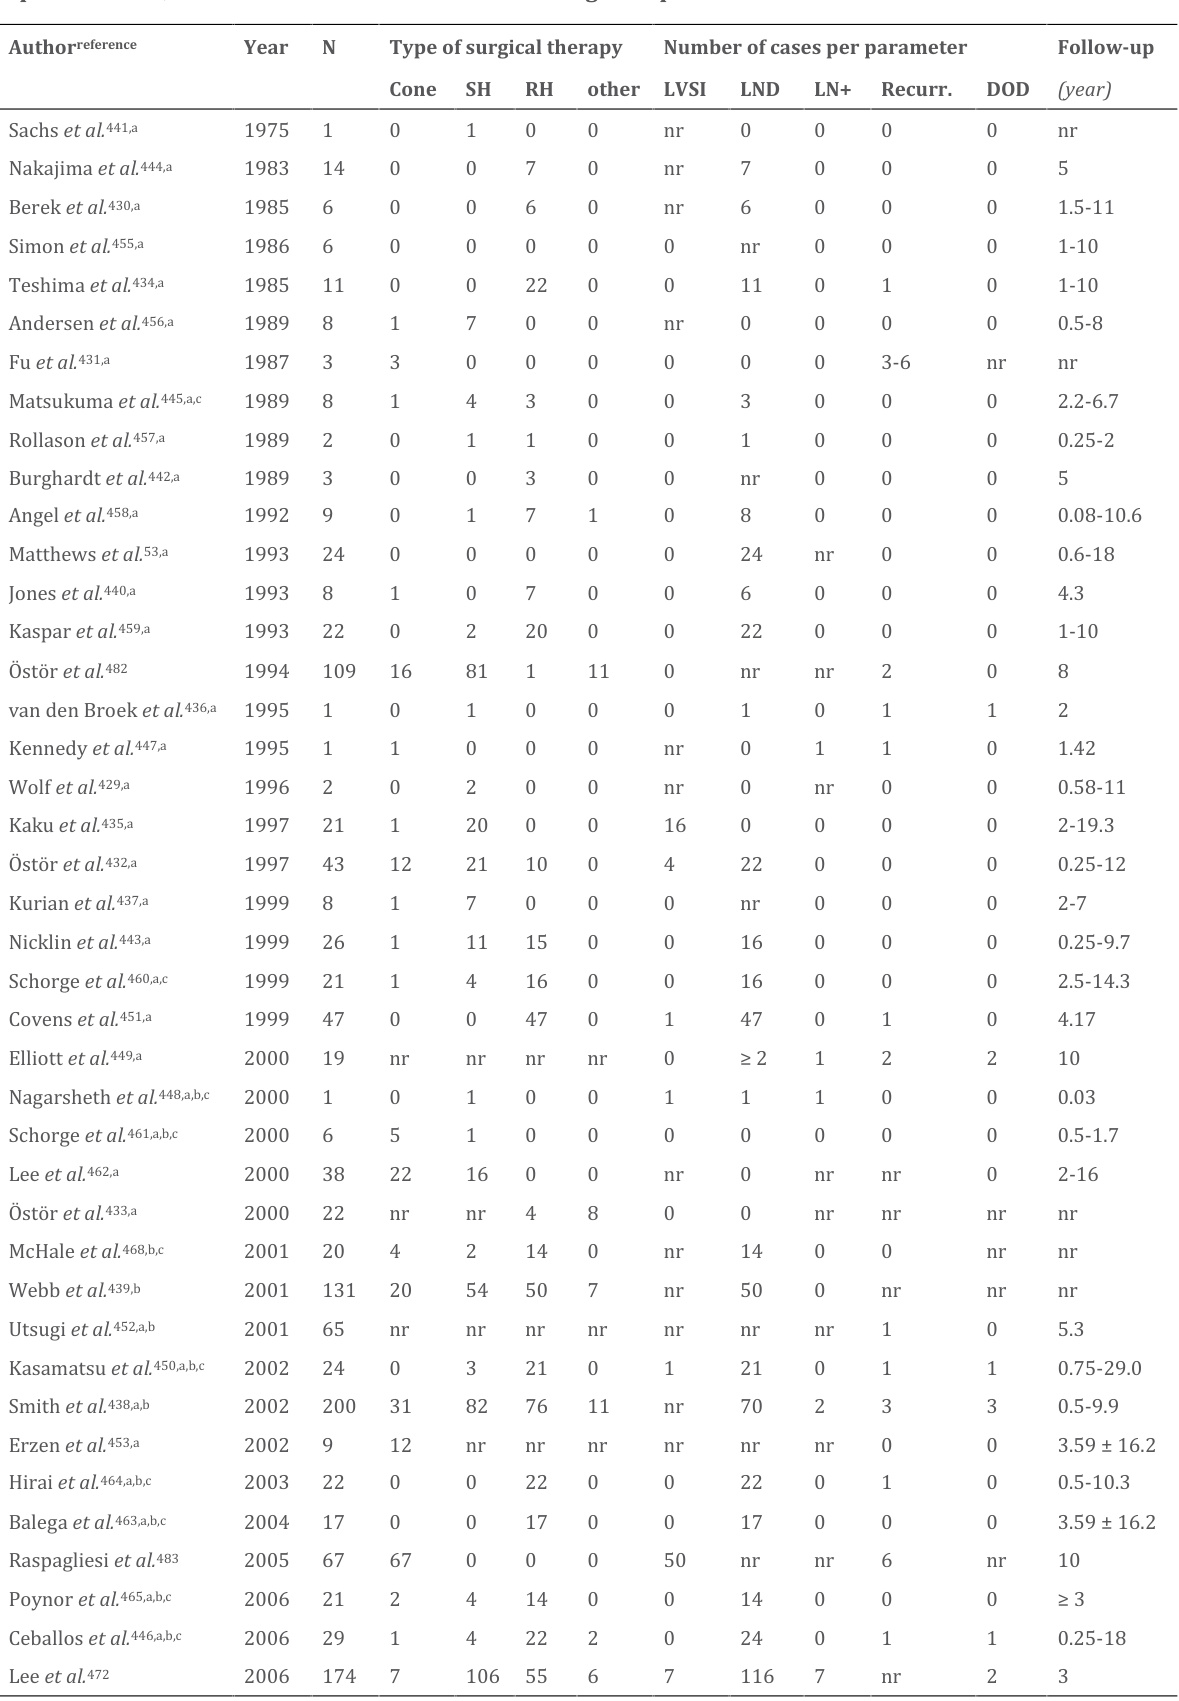 Author^reference Year N Type of surgical therapy Number of cases per parameter Follow-up
Cone SH RH other LVSI LND LN+ Recurr. DOD (year)
Sachs et al.441,a 1975 1 0 1 0 0 nr 0 0 0 0 nr
Nakajima et al.444,a 1983 14 0 0 7 0 nr 7 0 0 0 5
Berek et al.430,a 1985 6 0 0 6 0 nr 6 0 0 0 1.5-11
Simon et al.455,a 1986 6 0 0 0 0 0 nr 0 0 0 1-10
Teshima et al.434,a 1985 11 0 0 22 0 0 11 0 1 0 1-10
Andersen et al.456,a 1989 8 1 7 0 0 nr 0 0 0 0 0.5-8
Fu et al.431,a 1987 3 3 0 0 0 0 0 0 3-6 nr nr
Matsukuma et al.445,a,c 1989 8 1 4 3 0 0 3 0 0 0 2.2-6.7
Rollason et al.457,a 1989 2 0 1 1 0 0 1 0 0 0 0.25-2
Burghardt et al.442,a 1989 3 0 0 3 0 0 nr 0 0 0 5
Angel et al.458,a 1992 9 0 1 7 1 0 8 0 0 0 0.08-10.6
Matthews et al.53,a 1993 24 0 0 0 0 0 24 nr 0 0 0.6-18
Jones et al.440,a 1993 8 1 0 7 0 0 6 0 0 0 4.3
Kaspar et al.459,a 1993 22 0 2 20 0 0 22 0 0 0 1-10
Östör et al.482 1994 109 16 81 1 11 0 nr nr 2 0 8
van den Broek et al.436,a 1995 1 0 1 0 0 0 1 0 1 1 2
Kennedy et al.447,a 1995 1 1 0 0 0 nr 0 1 1 0 1.42
Wolf et al.429,a 1996 2 0 2 0 0 nr 0 nr 0 0 0.58-11
Kaku et al.435,a 1997 21 1 20 0 0 16 0 0 0 0 2-19.3
Östör et al.432,a 1997 43 12 21 10 0 4 22 0 0 0 0.25-12
Kurian et al.437,a 1999 8 1 7 0 0 0 nr 0 0 0 2-7
Nicklin et al.443,a 1999 26 1 11 15 0 0 16 0 0 0 0.25-9.7
Schorge et al.460,a,c 1999 21 1 4 16 0 0 16 0 0 0 2.5-14.3
Covens et al.451,a 1999 47 0 0 47 0 1 47 0 1 0 4.17
Elliott et al.449,a 2000 19 nr nr nr nr 0 ≥ 2 1 2 2 10
Nagarsheth et al.448,a,b,c 2000 1 0 1 0 0 1 1 1 0 0 0.03
Schorge et al.461,a,b,c 2000 6 5 1 0 0 0 0 0 0 0 0.5-1.7
Lee et al.462,a 2000 38 22 16 0 0 nr 0 nr nr 0 2-16
Östör et al.433,a 2000 22 nr nr 4 8 0 0 nr nr nr nr
McHale et al.468,b,c 2001 20 4 2 14 0 nr 14 0 0 nr nr
Webb et al.439,b 2001 131 20 54 50 7 nr 50 0 nr nr nr
Utsugi et al.452,a,b 2001 65 nr nr nr nr nr nr nr 1 0 5.3
Kasamatsu et al.450,a,b,c 2002 24 0 3 21 0 1 21 0 1 1 0.75-29.0
Smith et al.438,a,b 2002 200 31 82 76 11 nr 70 2 3 3 0.5-9.9
Erzen et al.453,a 2002 9 12 nr nr nr nr nr nr 0 0 3.59 ± 16.2
Hirai et al.464,a,b,c 2003 22 0 0 22 0 0 22 0 1 0 0.5-10.3
Balega et al.463,a,b,c 2004 17 0 0 17 0 0 17 0 0 0 3.59 ± 16.2
Raspagliesi et al.483 2005 67 67 0 0 0 50 nr nr 6 nr 10
Poynor et al.465,a,b,c 2006 21 2 4 14 0 0 14 0 0 0 ≥ 3
Ceballos et al.446,a,b,c 2006 29 1 4 22 2 0 24 0 1 1 0.25-18
Lee et al.472 2006 174 7 106 55 6 7 116 7 nr 2 3